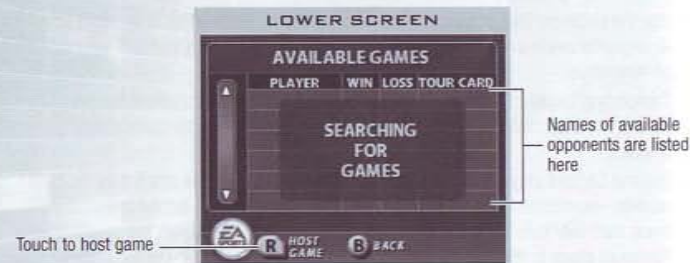 LOWER SCREEN
AVAILABLE GAMES
PLAYER WIN LOSS TOUR CARD
SEARCHING
FOR
GAMES
Names of available
opponents are listed
here
Touch to host game
EA
SPORTS
R HOST
GAME
B BACK